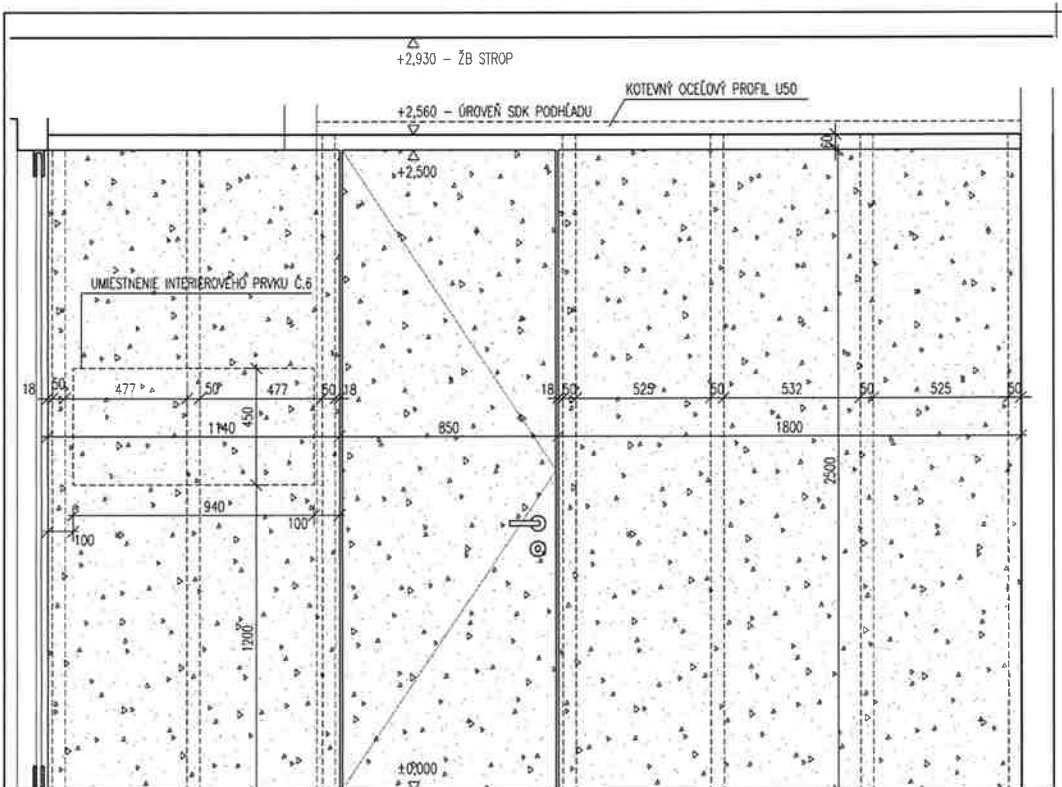 +2,930 – ŽB STROP
KOTEVNÝ OCEĽOVÝ PROFIL U50
+2,560 – ÚROVEŇ SDK PODHĽADU
60
+2,500
UMIESTNENIE INTERIÉROVÉHO PRVKU Č.6
18 50 477 50 477 50 18 18 50 529 50 532 50 525 50
450
1140 850 1800
2500
940
100
100
1200
±0,000